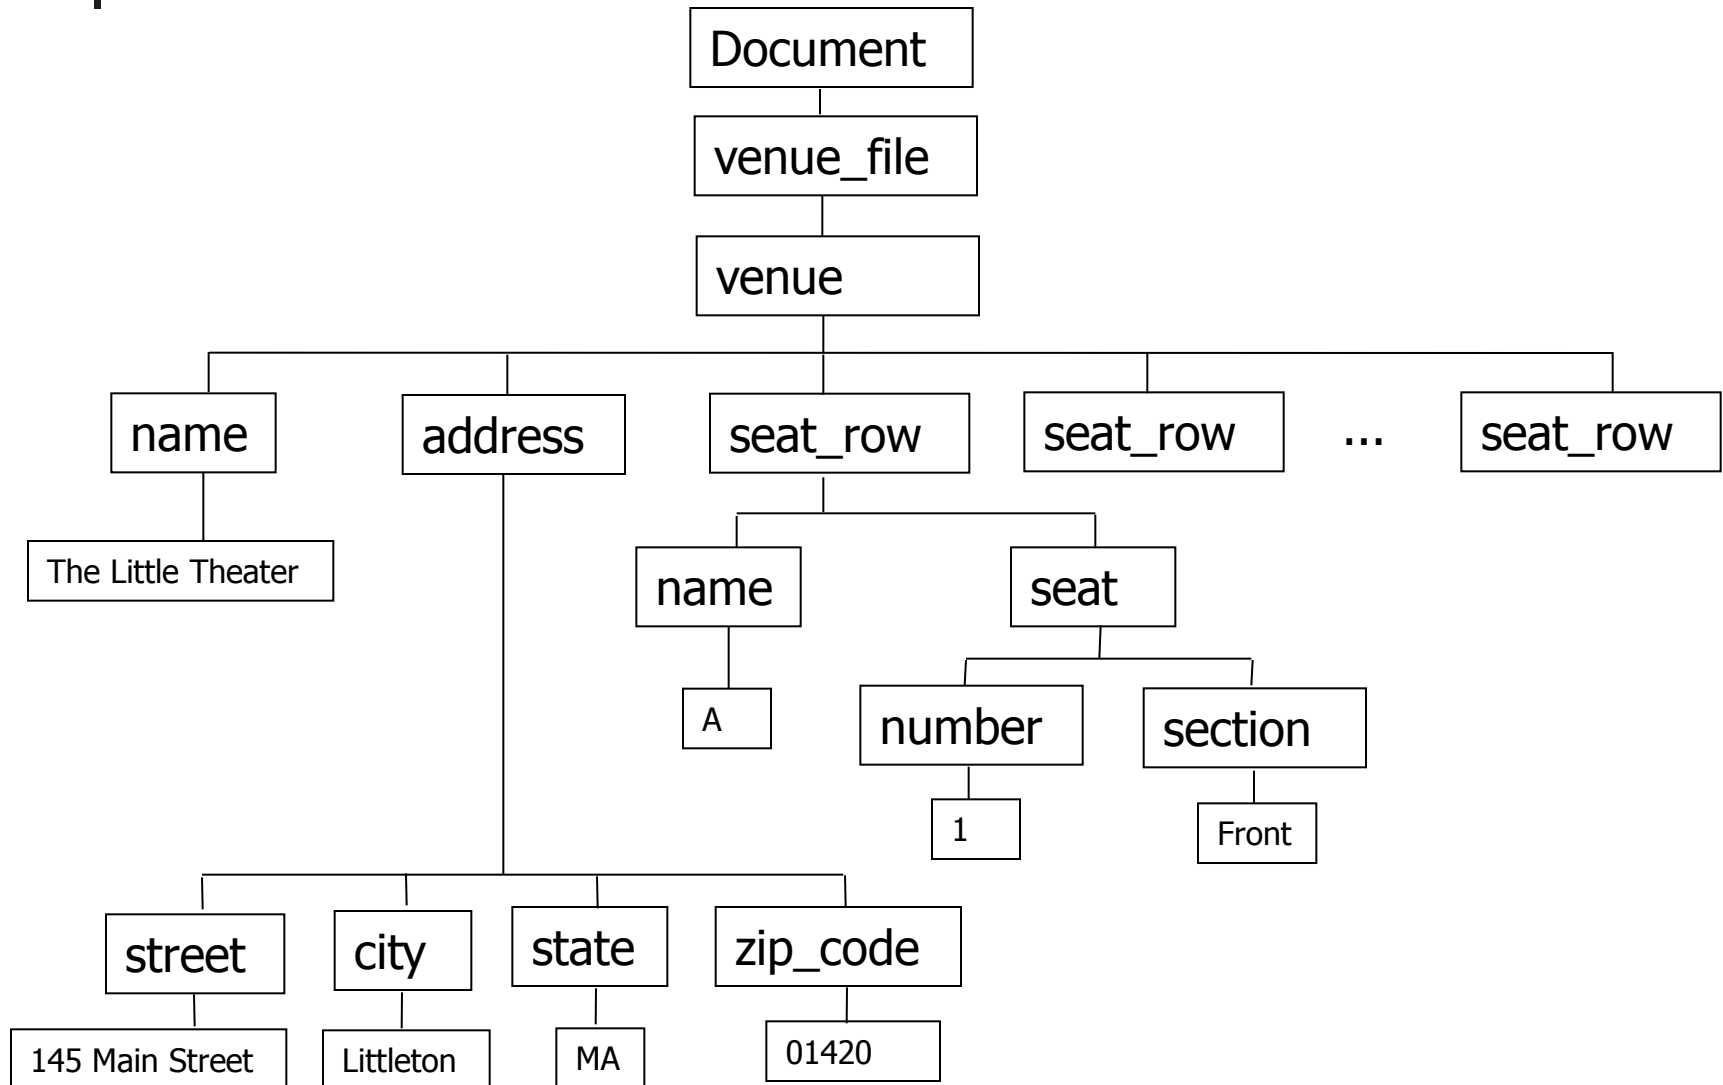 Document
venue_file
venue
name address seat_row seat_row ... seat_row
The Little Theater
name seat
A
number section
1
Front
street city state zip_code
145 Main Street Littleton MA 01420